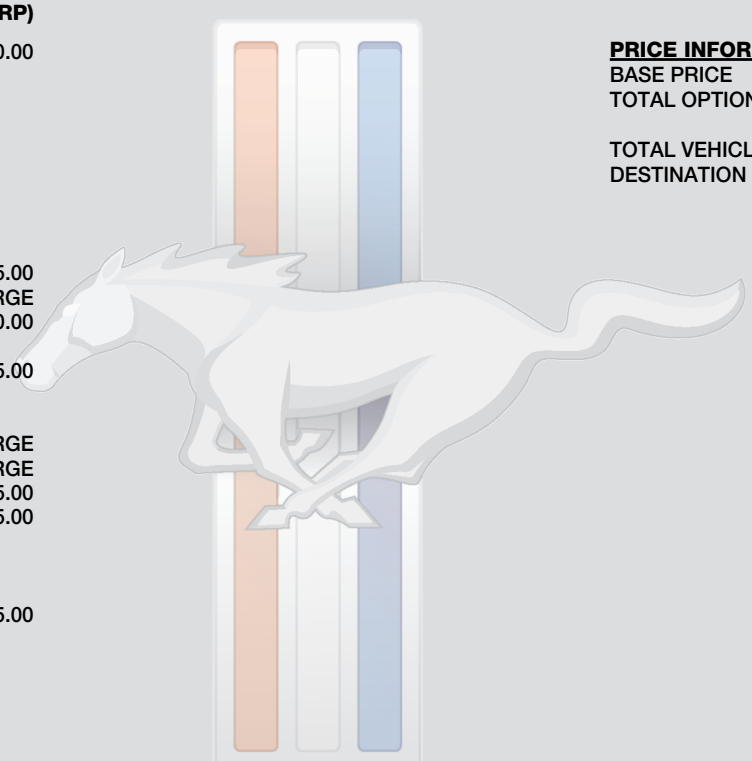 RP)
0.00
5.00
RGE
0.00
5.00
RGE
RGE
5.00
5.00
5.00
PRICE INFOR
BASE PRICE
TOTAL OPTION
TOTAL VEHICL
DESTINATION